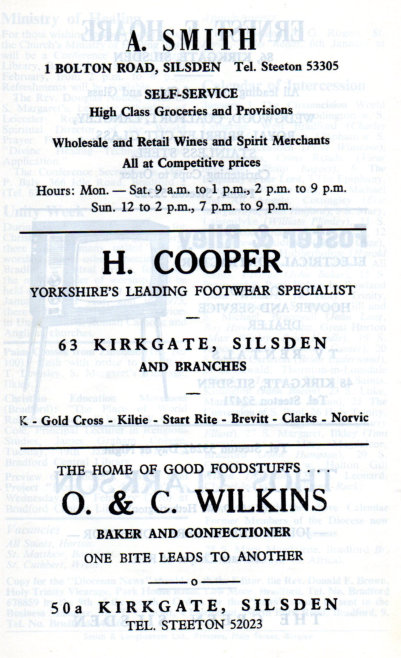 A. SMITH
1 BOLTON ROAD, SILSDEN Tel. Steeton 53305
SELF-SERVICE
High Class Groceries and Provisions
Wholesale and Retail Wines and Spirit Merchants
All at Competitive prices
Hours: Mon. — Sat. 9 a.m. to 1 p.m., 2 p.m. to 9 p.m.
Sun. 12 to 2 p.m., 7 p.m. to 9 p.m.
H. COOPER
YORKSHIRE'S LEADING FOOTWEAR SPECIALIST
—
63 KIRKGATE, SILSDEN
AND BRANCHES
—
K - Gold Cross - Kiltie - Start Rite - Brevitt - Clarks - Norvic
THE HOME OF GOOD FOODSTUFFS . . .
O. & C. WILKINS
BAKER AND CONFECTIONER
ONE BITE LEADS TO ANOTHER
——— o ———
50a KIRKGATE, SILSDEN
TEL. STEETON 52023